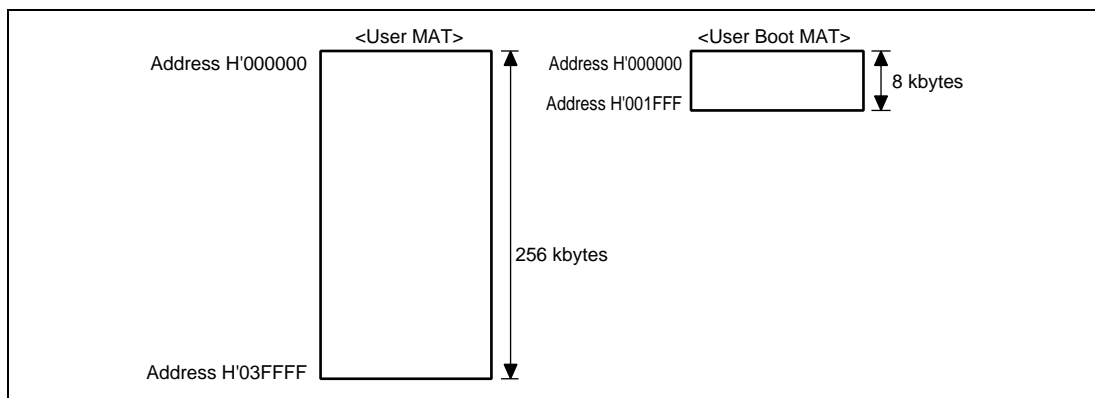 <User MAT>
Address H'000000
256 kbytes
Address H'03FFFF
<User Boot MAT>
Address H'000000
8 kbytes
Address H'001FFF